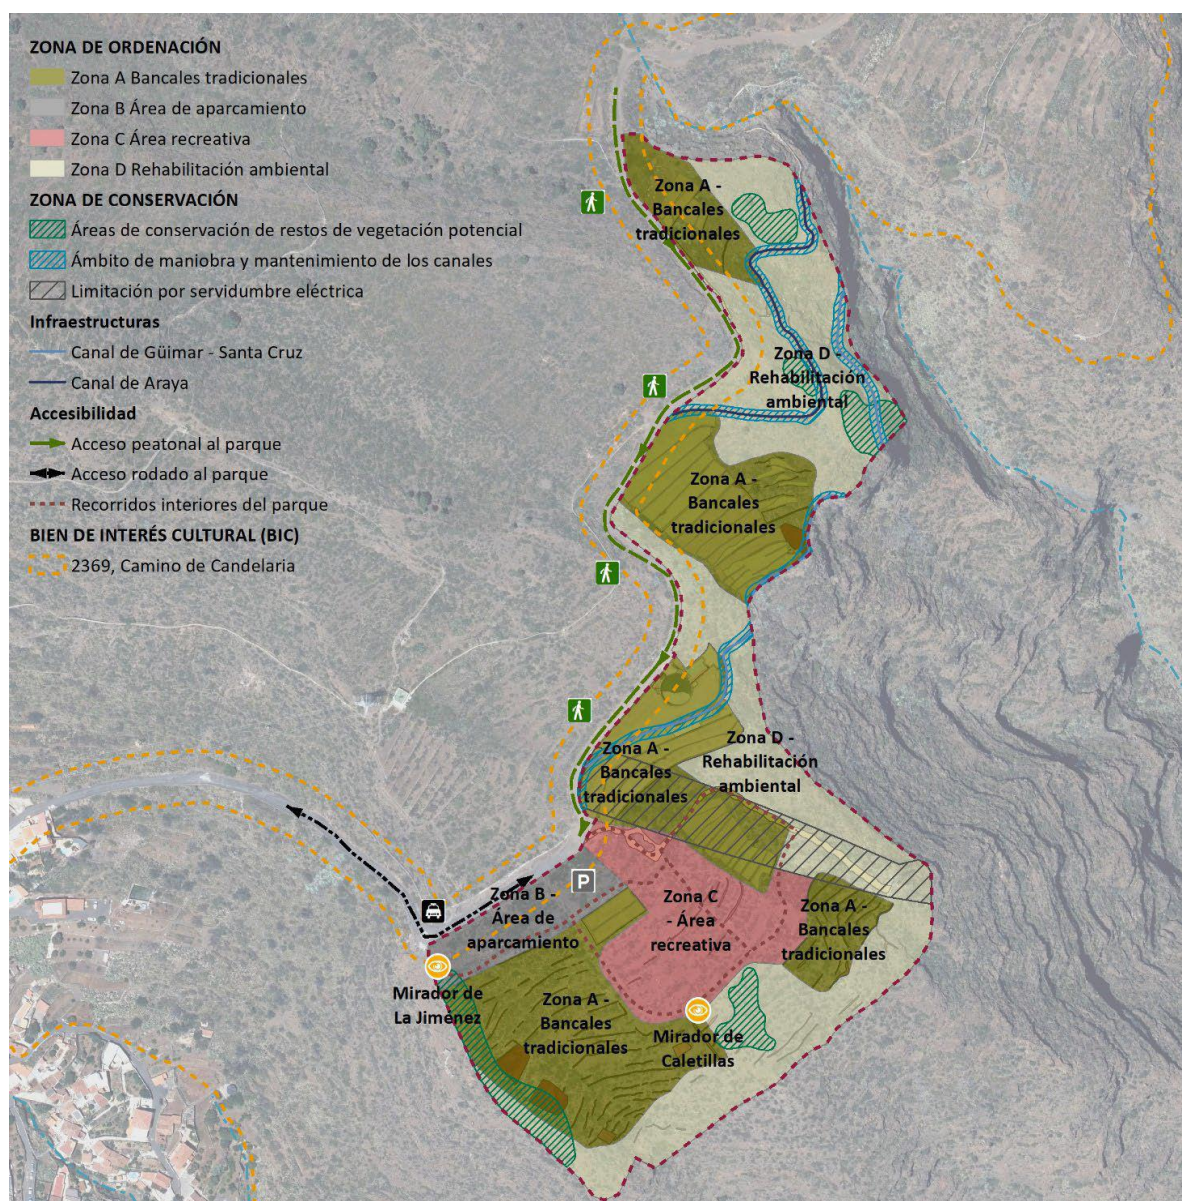 ZONA DE ORDENACIÓN
Zona A Bancales tradicionales
Zona B Área de aparcamiento
Zona C Área recreativa
Zona D Rehabilitación ambiental
ZONA DE CONSERVACIÓN
Áreas de conservación de restos de vegetación potencial
Ámbito de maniobra y mantenimiento de los canales
Limitación por servidumbre eléctrica
Infraestructuras
Canal de Güimar - Santa Cruz
Canal de Araya
Accesibilidad
Acceso peatonal al parque
Acceso rodado al parque
Recorridos interiores del parque
BIEN DE INTERÉS CULTURAL (BIC)
2369, Camino de Candelaria
Zona A -
Bancales
tradicionales
Zona D -
Rehabilitación
ambiental
Zona A -
Bancales
tradicionales
Zona D -
Rehabilitación
ambiental
Zona A -
Bancales
tradicionales
P
Zona B -
Área de
aparcamiento
Zona C
- Área
recreativa
Zona A -
Bancales
tradicionales
Mirador de
La Jiménez
Zona A -
Bancales
tradicionales
Mirador de
Caletillas